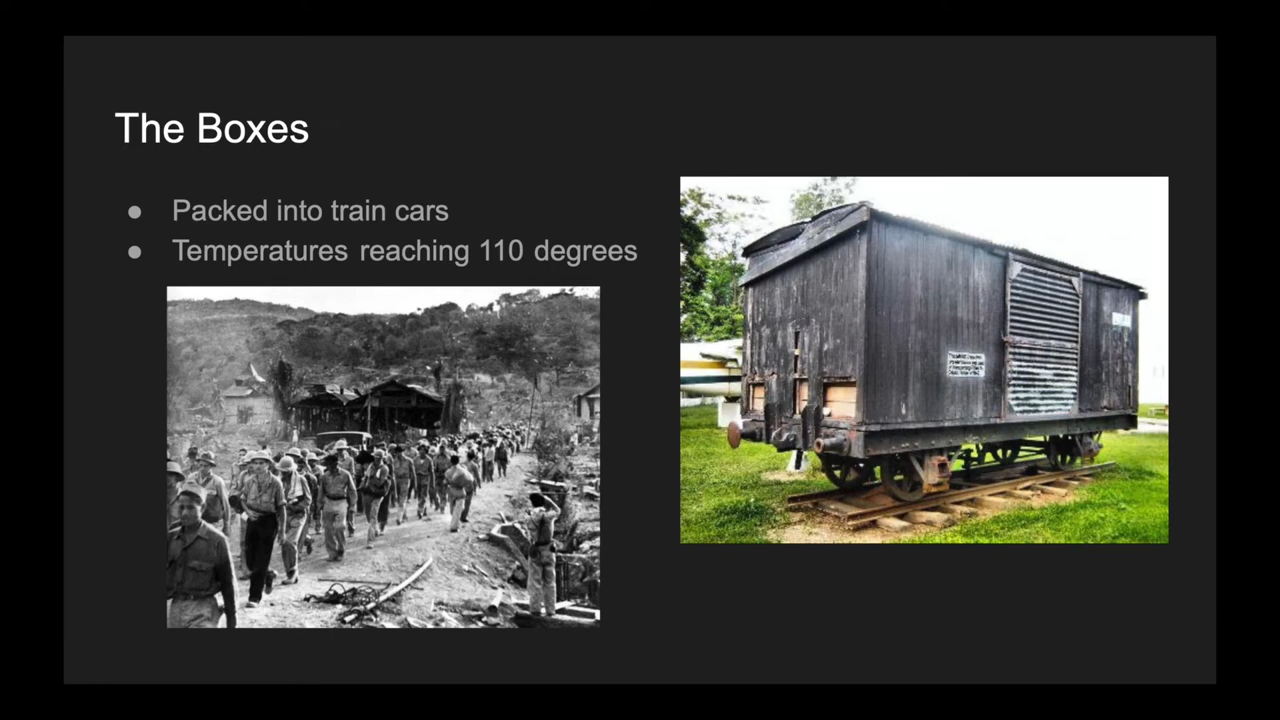 The Boxes
● Packed into train cars
● Temperatures reaching 110 degrees